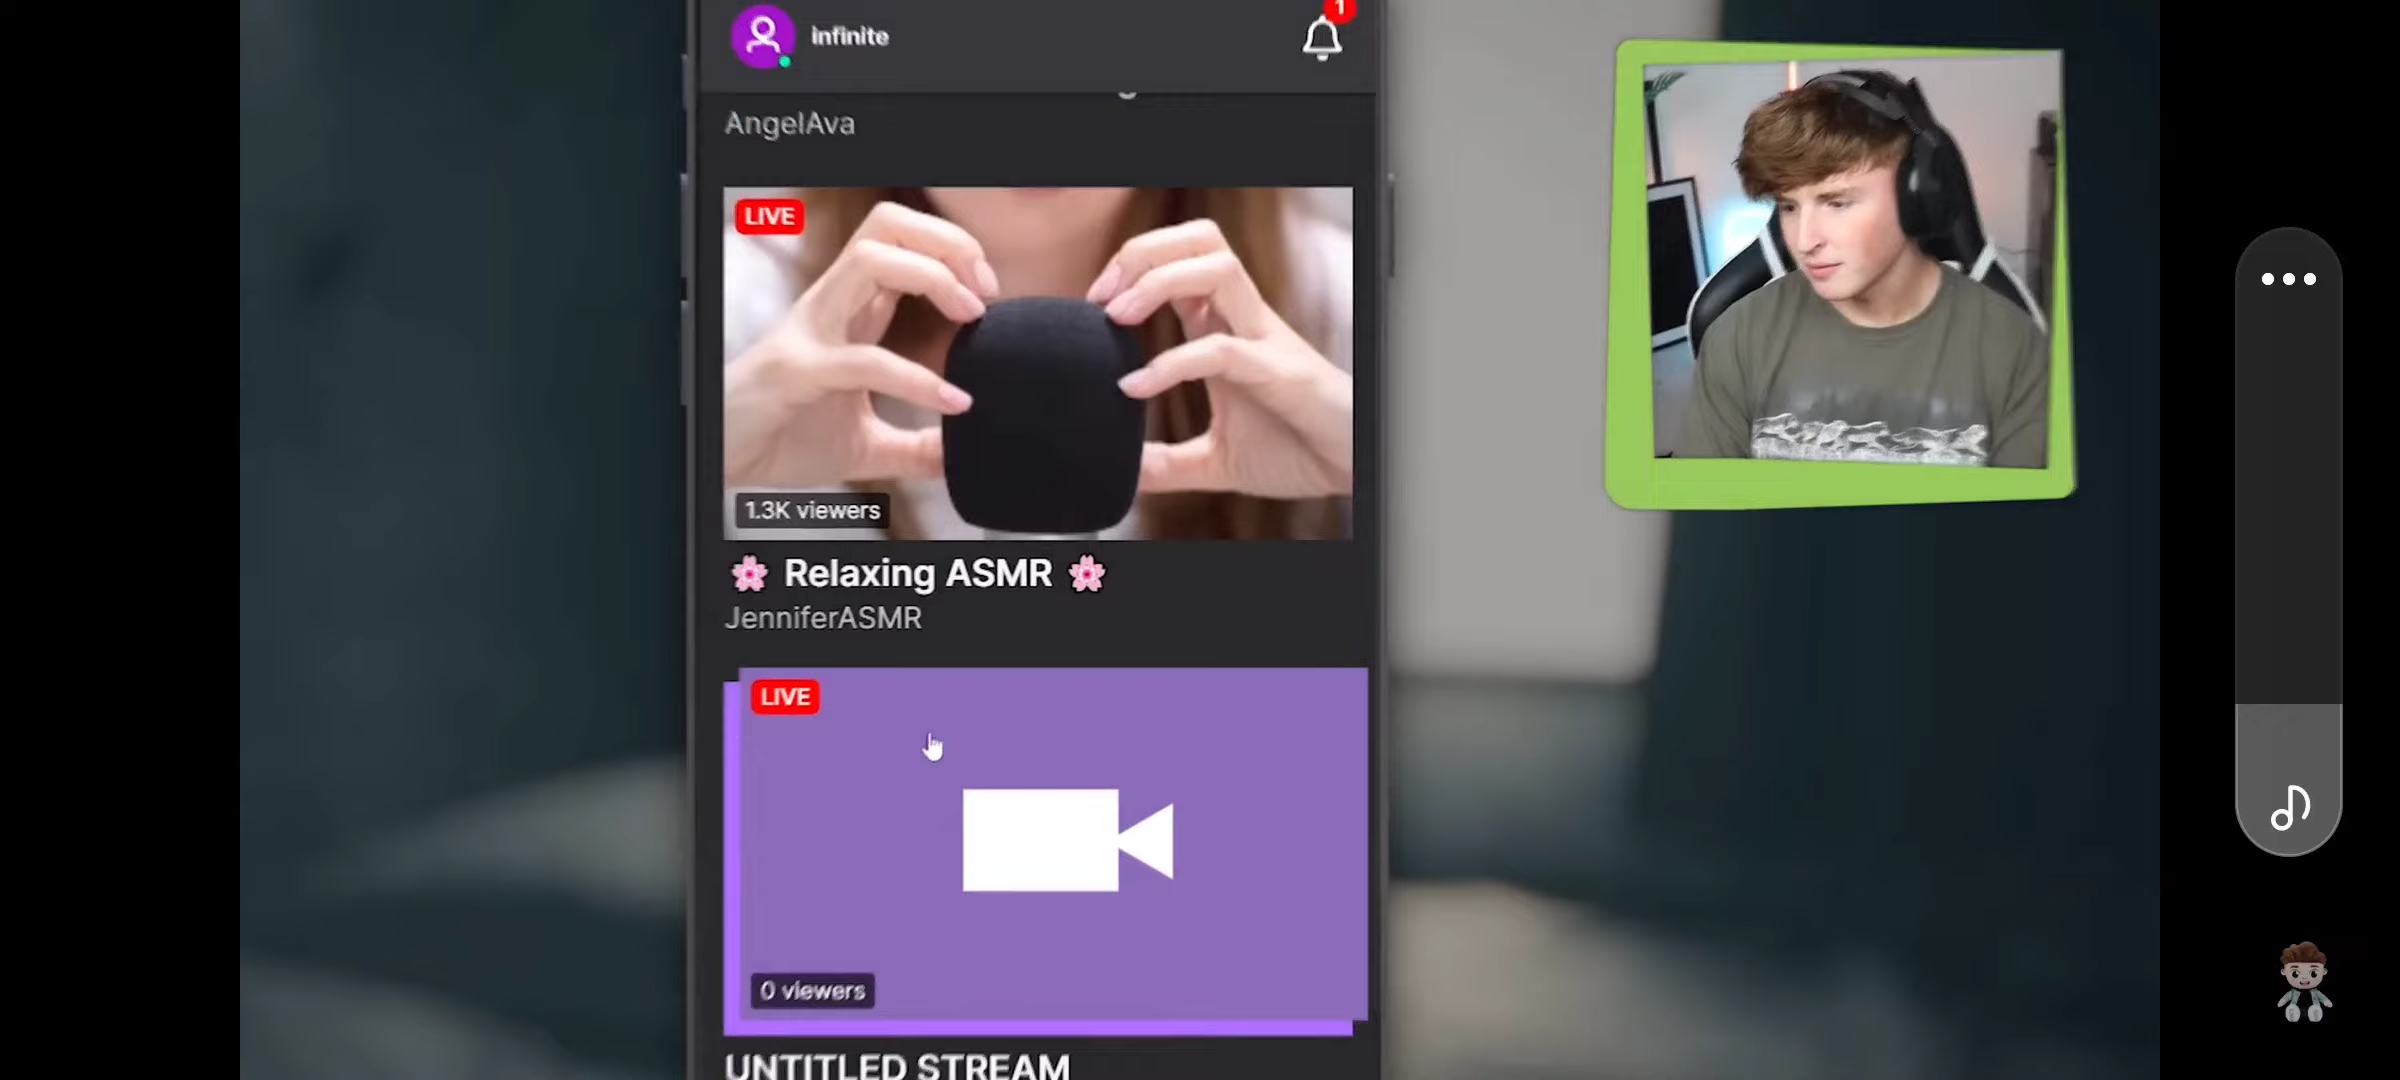 infinite
1
AngelAva
LIVE
1.3K viewers
🌸 Relaxing ASMR 🌸
JenniferASMR
LIVE
0 viewers
UNTITLED STREAM